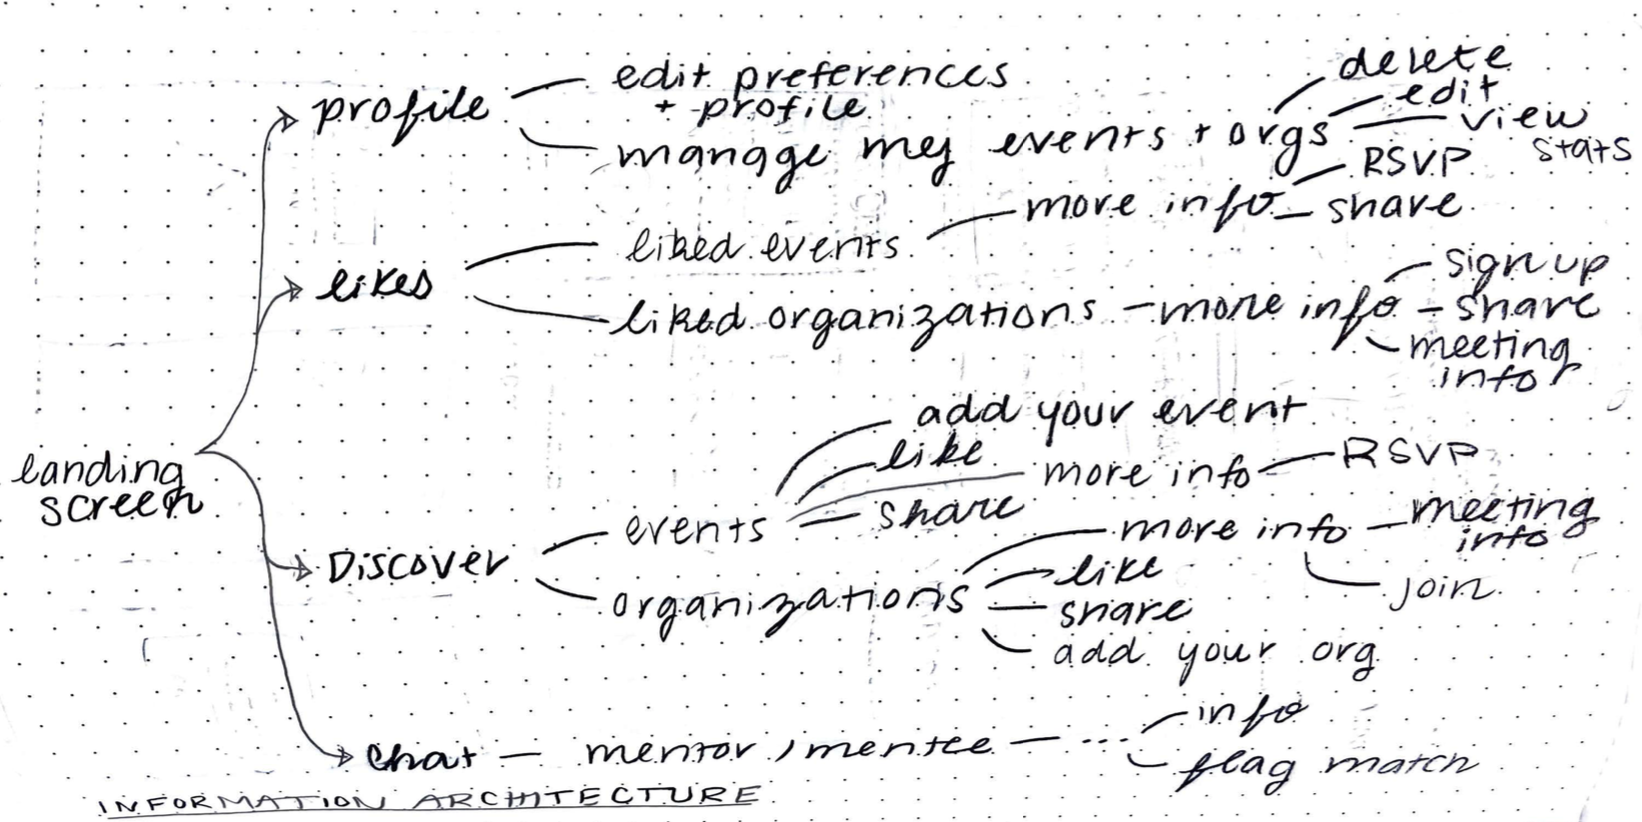 landing
screen
profile
edit preferences
+ profile
manage my events + orgs
delete
edit
view
stats
likes
liked events
more info
RSVP
share
liked organizations
more info
sign up
share
meeting
info
Discover
events
add your event
like
more info
RSVP
share
organizations
more info
meeting
info
join
like
share
add your org
chat
mentor / mentee
...
info
flag match
INFORMATION ARCHITECTURE